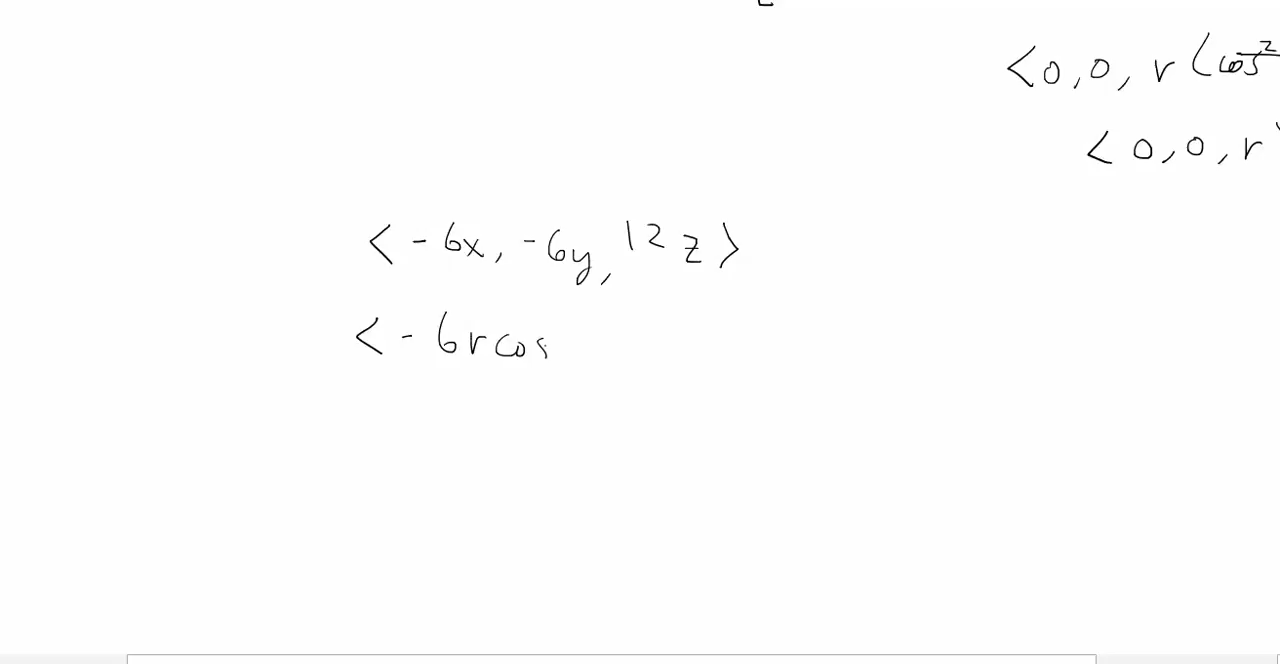 <0,0, r(cos²
<0,0, r
<-6x, -6y, 12z>
<-6rcos